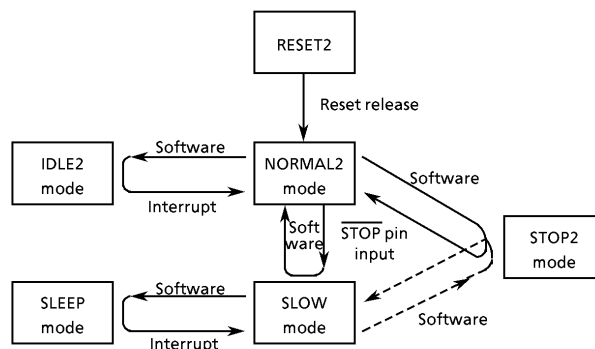 RESET2
Reset release
IDLE2
mode
Software
Interrupt
NORMAL2
mode
Software
Soft
ware
STOP pin
input
STOP2
mode
SLEEP
mode
Software
Interrupt
SLOW
mode
Software